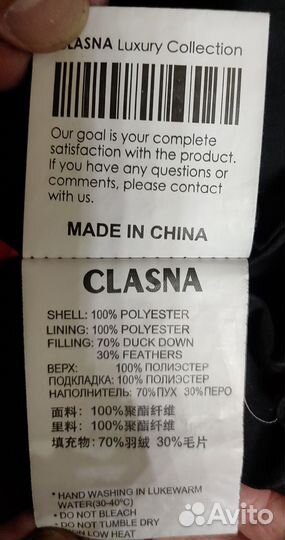 CLASNA Luxury Collection
Our goal is your complete
satisfaction with the product.
If you have any questions or
comments, please contact
with us.
MADE IN CHINA
CLASNA
SHELL: 100% POLYESTER
LINING: 100% POLYESTER
FILLING: 70% DUCK DOWN
30% FEATHERS
ВЕРХ: 100% ПОЛИЭСТЕР
ПОДКЛАДКА: 100% ПОЛИЭСТЕР
НАПОЛНИТЕЛЬ: 70%ПУХ 30%ПЕРО
面料：100%聚酯纤维
里料：100%聚酯纤维
填充物：70%羽绒 30%毛片
* HAND WASHING IN LUKEWARM
WATER(30-40°C)
* DO NOT BLEACH
* DO NOT TUMBLE DRY
IN LOW HEAT
Avito